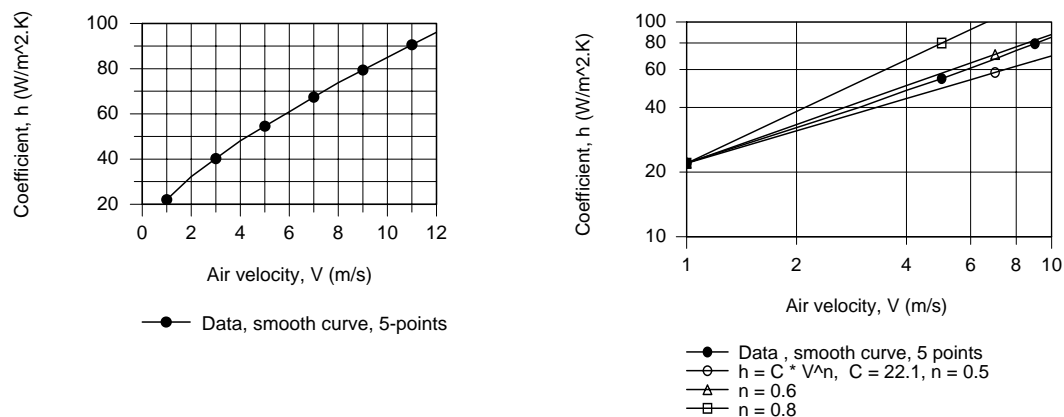 100
80
60
40
20
Coefficient, h (W/m^2.K)
0 2 4 6 8 10 12
Air velocity, V (m/s)
Data, smooth curve, 5-points
100
80
60
40
20
10
Coefficient, h (W/m^2.K)
1 2 4 6 8 10
Air velocity, V (m/s)
Data , smooth curve, 5 points
h = C * V^n, C = 22.1, n = 0.5
n = 0.6
n = 0.8